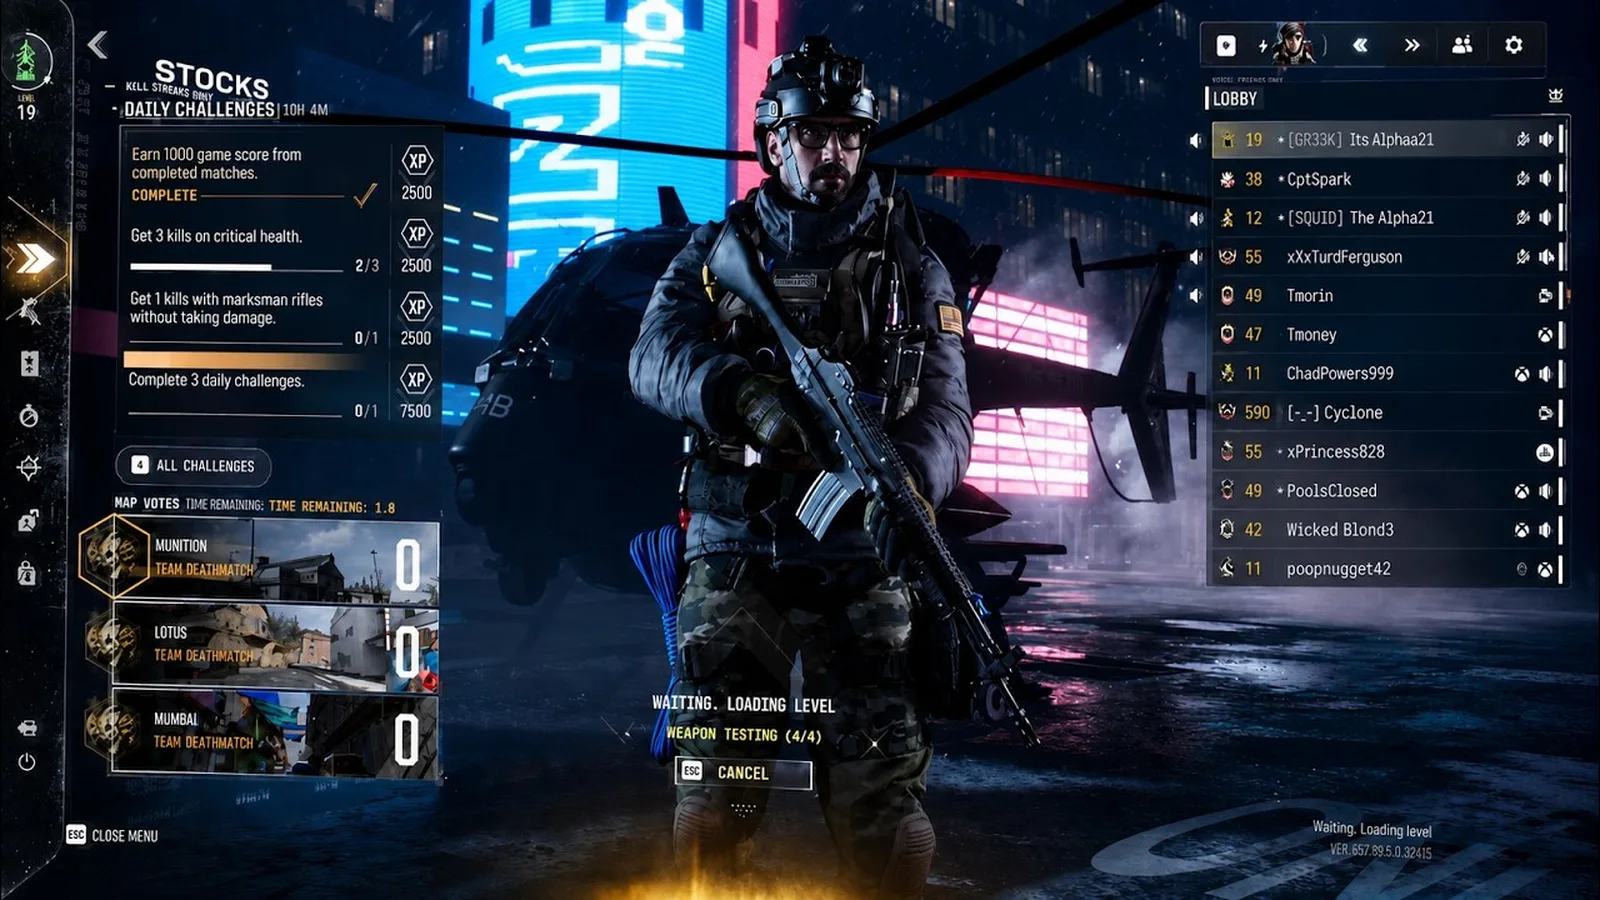 LEVEL
19
STOCKS
KELL STREAKS
DAILY CHALLENGES | 10H 4M
Earn 1000 game score from
completed matches.
COMPLETE
XP
2500
Get 3 kills on critical health.
2/3
XP
2500
Get 1 kills with marksman rifles
without taking damage.
0/1
XP
2500
Complete 3 daily challenges.
0/1
XP
7500
4 ALL CHALLENGES
MAP VOTES TIME REMAINING: TIME REMAINING: 1.8
MUNITION
TEAM DEATHMATCH
0
LOTUS
TEAM DEATHMATCH
0
MUMBAL
TEAM DEATHMATCH
0
ESC CLOSE MENU
WAITING. LOADING LEVEL
WEAPON TESTING (4/4)
ESC CANCEL
VOICE: FRIENDS ONLY
LOBBY
19 *[GR33K] Its Alphaa21
38 *CptSpark
12 *[SQUID] The Alpha21
55 xXxTurdFerguson
49 Tmorin
47 Tmoney
11 ChadPowers999
590 [-_-] Cyclone
55 *xPrincess828
49 *PoolsClosed
42 Wicked Blond3
11 poopnugget42
Waiting. Loading level
VER.657.89.5.0.32415